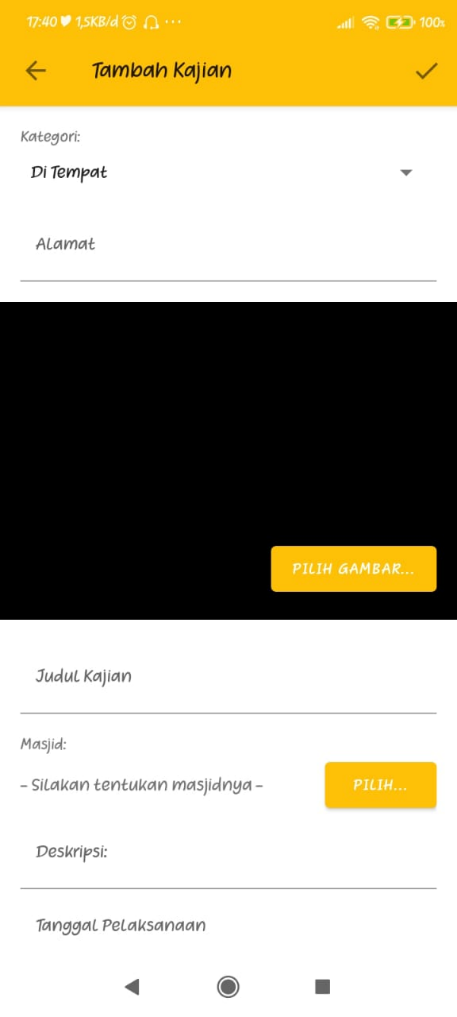 17:40 1,5KB/d ...
100%
Tambah Kajian
Kategori:
Di Tempat
Alamat
PILIH GAMBAR...
Judul Kajian
Masjid:
- Silakan tentukan masjidnya -
PILIH...
Deskripsi:
Tanggal Pelaksanaan